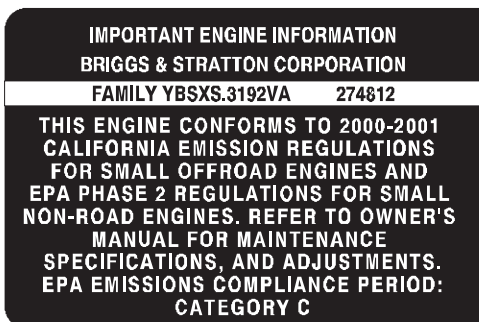 IMPORTANT ENGINE INFORMATION
BRIGGS & STRATTON CORPORATION
FAMILY YBSXS.3192VA 274812
THIS ENGINE CONFORMS TO 2000-2001
CALIFORNIA EMISSION REGULATIONS
FOR SMALL OFFROAD ENGINES AND
EPA PHASE 2 REGULATIONS FOR SMALL
NON-ROAD ENGINES. REFER TO OWNER'S
MANUAL FOR MAINTENANCE
SPECIFICATIONS, AND ADJUSTMENTS.
EPA EMISSIONS COMPLIANCE PERIOD:
CATEGORY C